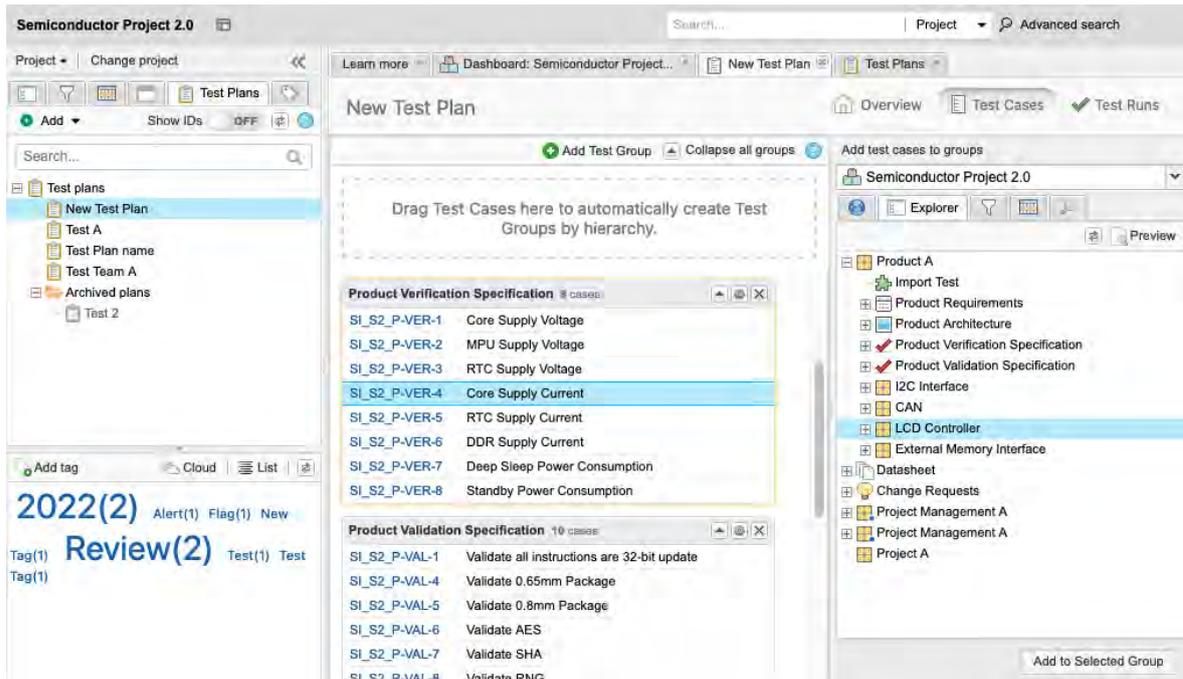 Semiconductor Project 2.0
Search...
Project
Advanced search
Project
Change project
Test Plans
Add
Show IDs
OFF
Search...
Test plans
New Test Plan
Test A
Test Plan name
Test Team A
Archived plans
Test 2
Add tag
Cloud
List
2022(2) Alert(1) Flag(1) New
Tag(1) Review(2) Test(1) Test
Tag(1)
Learn more
Dashboard: Semiconductor Project...
New Test Plan
Test Plans
New Test Plan
Overview
Test Cases
Test Runs
Add Test Group
Collapse all groups
Drag Test Cases here to automatically create Test
Groups by hierarchy.
Product Verification Specification 8 cases
SI_S2_P-VER-1 Core Supply Voltage
SI_S2_P-VER-2 MPU Supply Voltage
SI_S2_P-VER-3 RTC Supply Voltage
SI_S2_P-VER-4 Core Supply Current
SI_S2_P-VER-5 RTC Supply Current
SI_S2_P-VER-6 DDR Supply Current
SI_S2_P-VER-7 Deep Sleep Power Consumption
SI_S2_P-VER-8 Standby Power Consumption
Product Validation Specification 10 cases
SI_S2_P-VAL-1 Validate all instructions are 32-bit update
SI_S2_P-VAL-4 Validate 0.65mm Package
SI_S2_P-VAL-5 Validate 0.8mm Package
SI_S2_P-VAL-6 Validate AES
SI_S2_P-VAL-7 Validate SHA
SI_S2_P-VAL-8 Validate RNG
Add test cases to groups
Semiconductor Project 2.0
Explorer
Preview
Product A
Import Test
Product Requirements
Product Architecture
Product Verification Specification
Product Validation Specification
I2C Interface
CAN
LCD Controller
External Memory Interface
Datasheet
Change Requests
Project Management A
Project Management A
Project A
Add to Selected Group